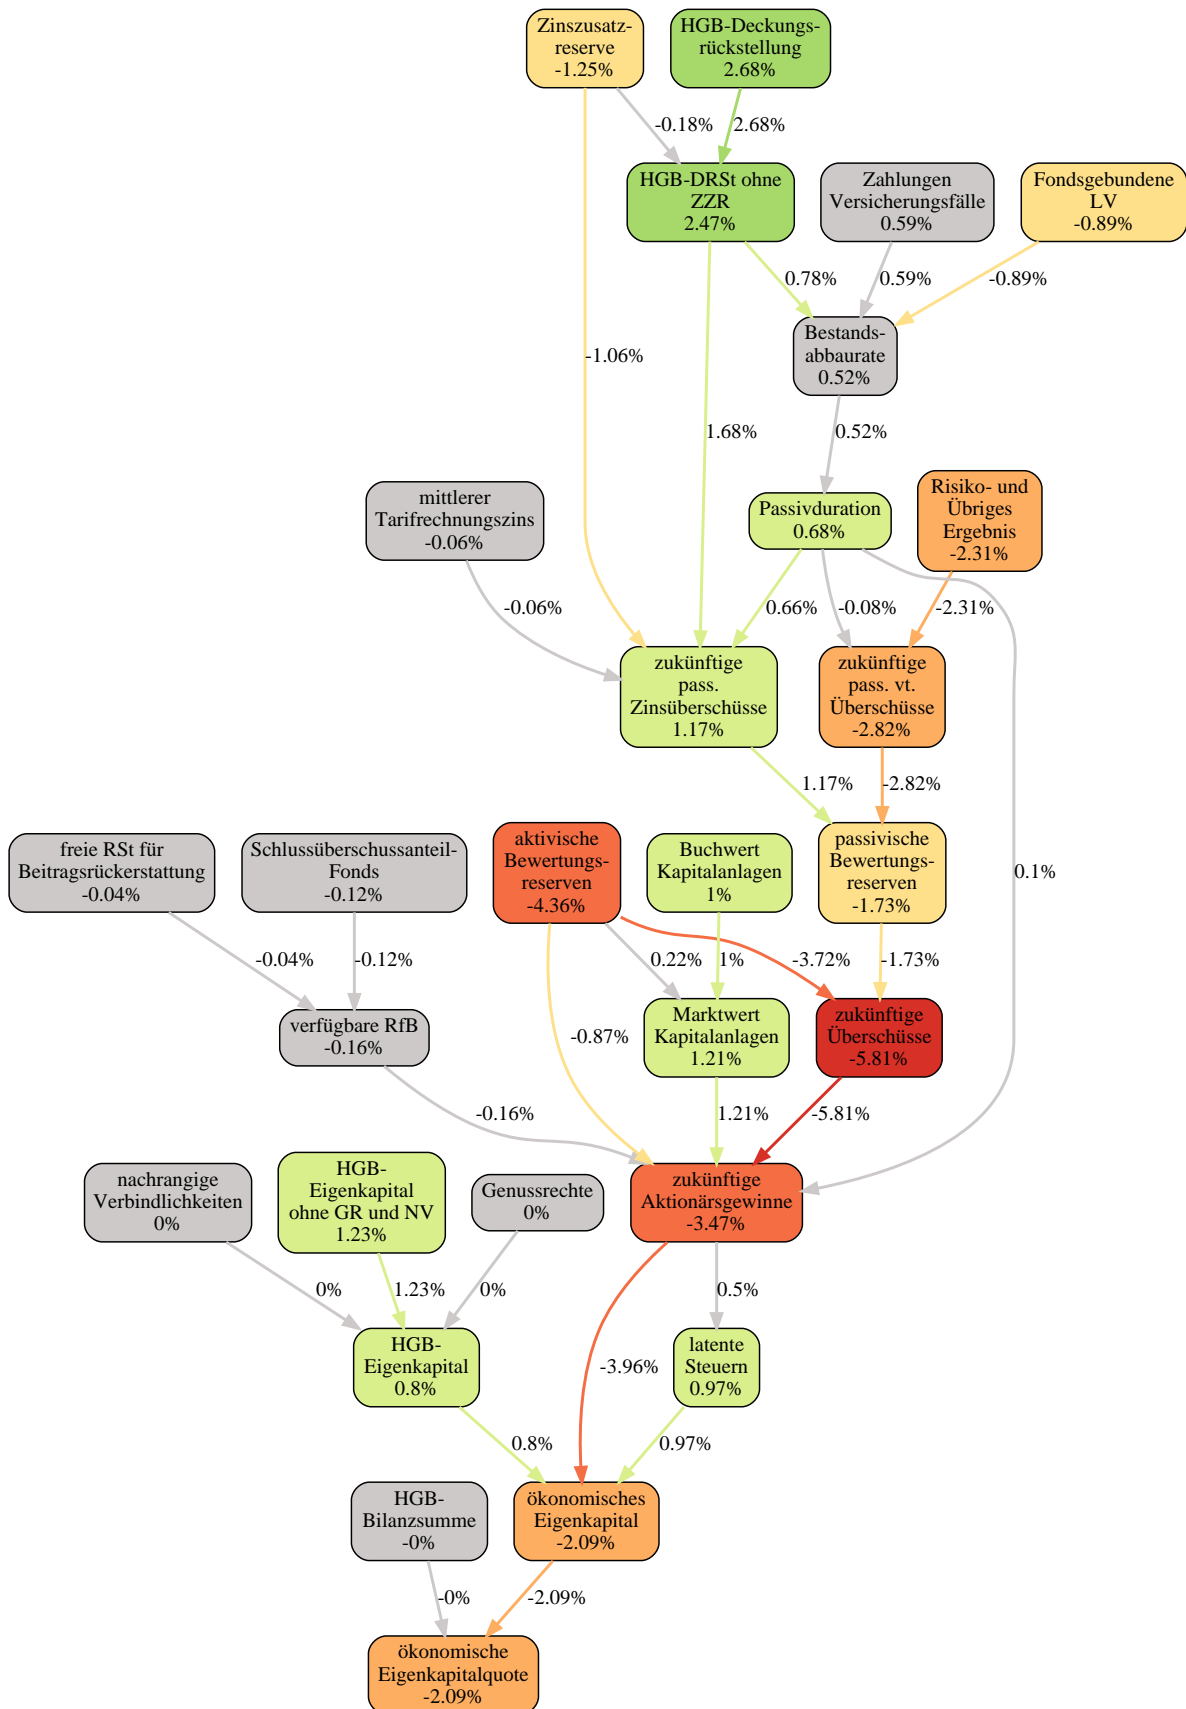 Zinszusatz-
reserve
-1.25%
HGB-Deckungs-
rückstellung
2.68%
-0.18%
2.68%
HGB-DRSt ohne
ZZR
2.47%
Zahlungen
Versicherungsfälle
0.59%
Fondsgebundene
LV
-0.89%
0.78%
0.59%
-0.89%
Bestands-
abbaurate
0.52%
-1.06%
1.68%
0.52%
mittlerer
Tarifrechnungszins
-0.06%
Passivduration
0.68%
Risiko- und
Übriges
Ergebnis
-2.31%
-0.06%
0.66%
-0.08%
-2.31%
zukünftige
pass.
Zinsüberschüsse
1.17%
zukünftige
pass. vt.
Überschüsse
-2.82%
1.17%
-2.82%
freie RSt für
Beitragsrückerstattung
-0.04%
Schlussüberschussanteil-
Fonds
-0.12%
aktivische
Bewertungs-
reserven
-4.36%
Buchwert
Kapitalanlagen
1%
passivische
Bewertungs-
reserven
-1.73%
0.1%
-0.04%
-0.12%
0.22%
1%
-3.72%
-1.73%
verfügbare RfB
-0.16%
-0.87%
Marktwert
Kapitalanlagen
1.21%
zukünftige
Überschüsse
-5.81%
-0.16%
1.21%
-5.81%
nachrangige
Verbindlichkeiten
0%
HGB-
Eigenkapital
ohne GR und NV
1.23%
Genussrechte
0%
zukünftige
Aktionärsgewinne
-3.47%
0%
1.23%
0%
0.5%
HGB-
Eigenkapital
0.8%
-3.96%
latente
Steuern
0.97%
0.8%
0.97%
HGB-
Bilanzsumme
-0%
ökonomisches
Eigenkapital
-2.09%
-0%
-2.09%
ökonomische
Eigenkapitalquote
-2.09%